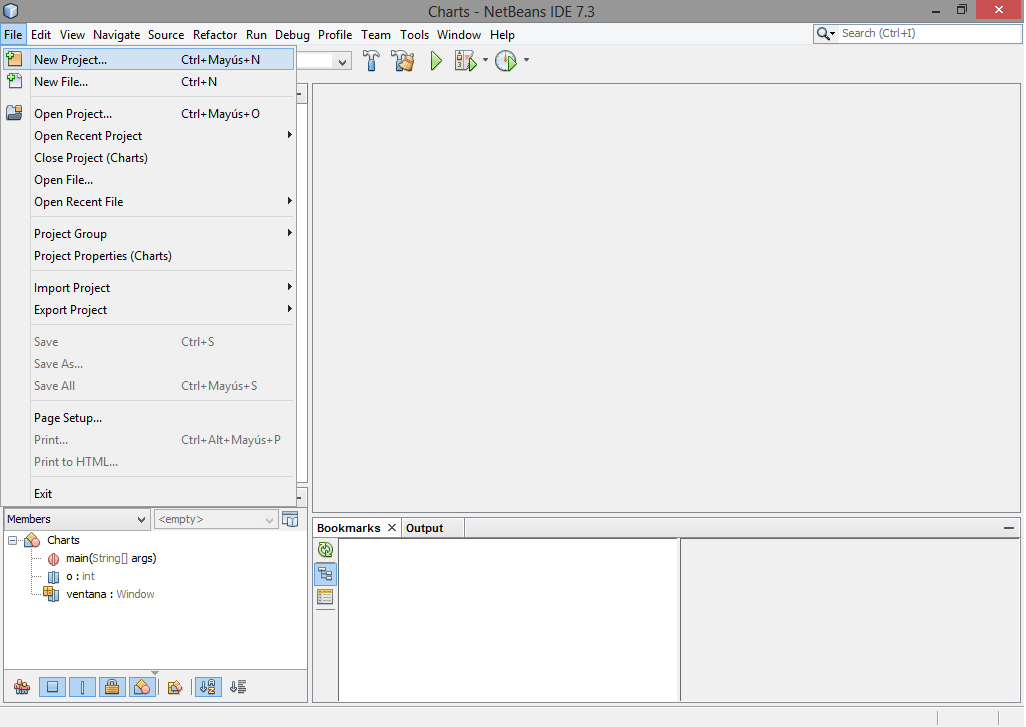 Charts - NetBeans IDE 7.3
File Edit View Navigate Source Refactor Run Debug Profile Team Tools Window Help
Search (Ctrl+I)
New Project... Ctrl+Mayús+N
New File... Ctrl+N
Open Project... Ctrl+Mayús+O
Open Recent Project
Close Project (Charts)
Open File...
Open Recent File
Project Group
Project Properties (Charts)
Import Project
Export Project
Save Ctrl+S
Save As...
Save All Ctrl+Mayús+S
Page Setup...
Print... Ctrl+Alt+Mayús+P
Print to HTML...
Exit
Members <empty>
Charts
main(String[] args)
o : int
ventana : Window
Bookmarks Output